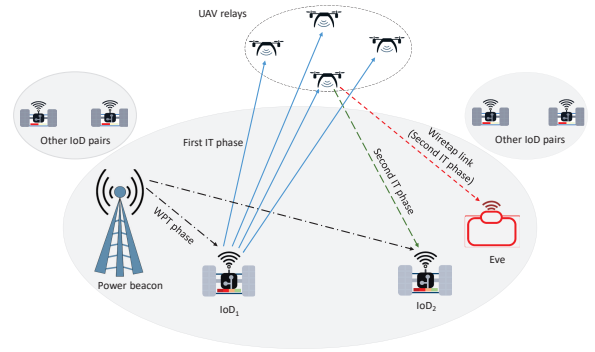 UAV relays
Other IoD pairs
First IT phase
Wiretap link
(Second IT phase)
Other IoD pairs
Second IT phase
WPT phase
Power beacon
IoD1
IoD2
Eve